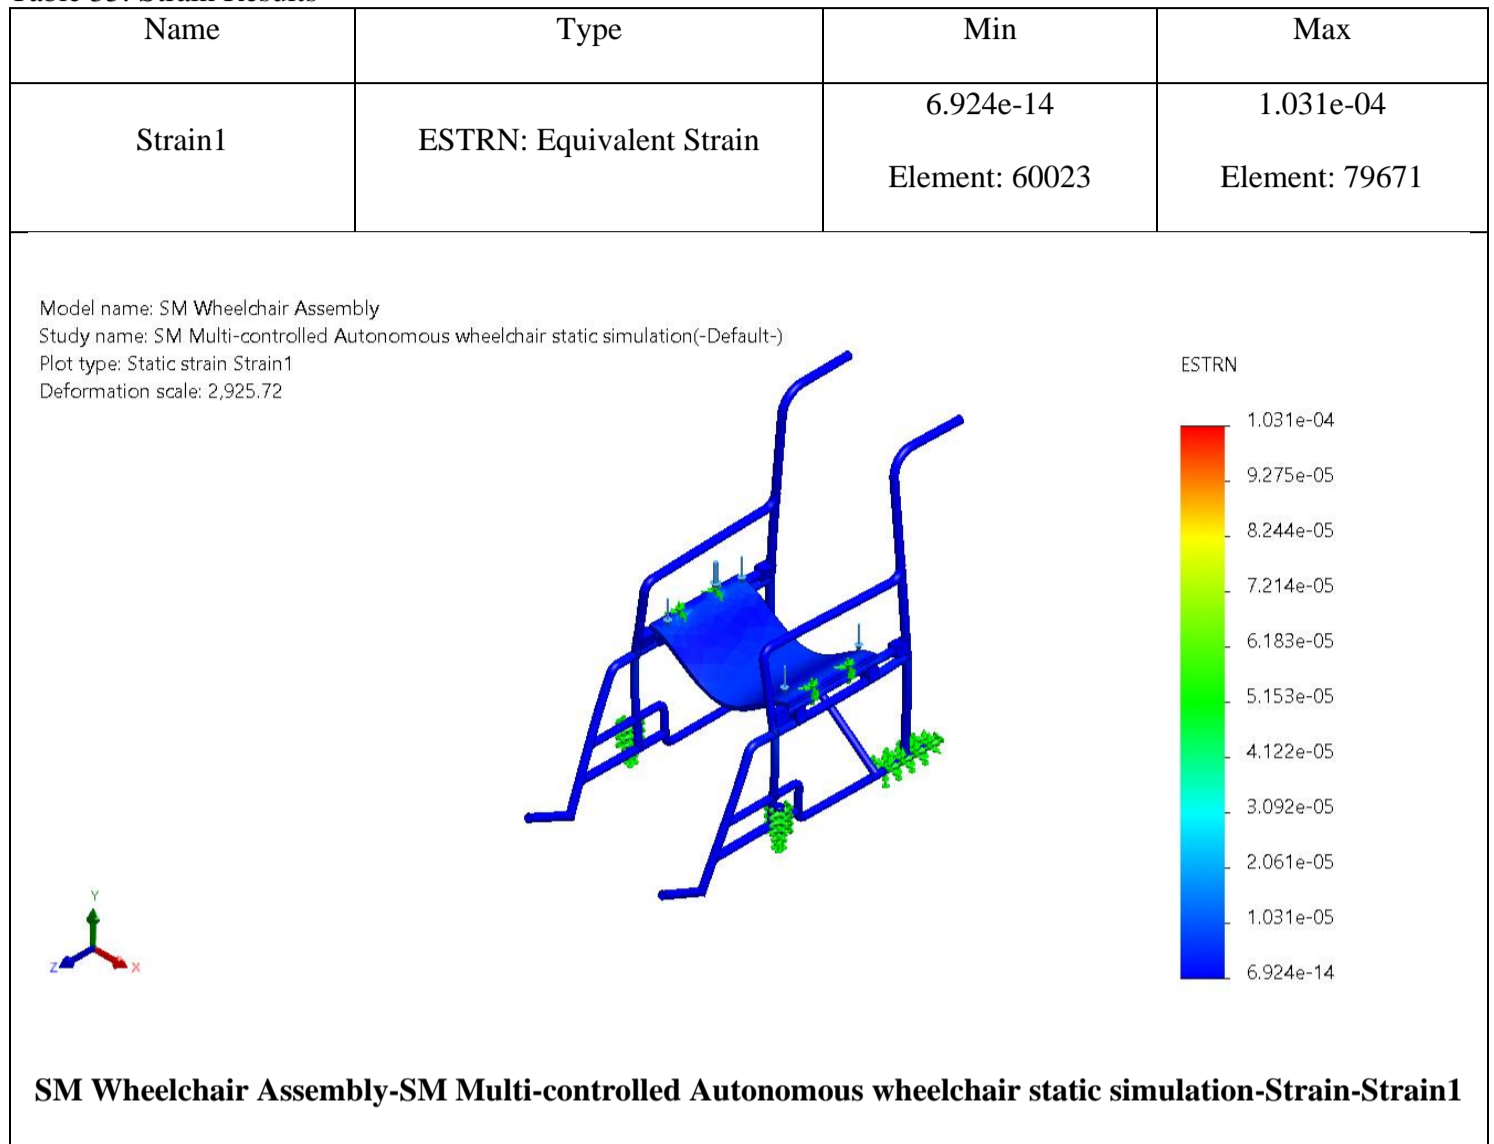 Table 35: Strain Results
Name Type Min Max
Strain1 ESTRN: Equivalent Strain 6.924e-14 1.031e-04
Element: 60023 Element: 79671
Model name: SM Wheelchair Assembly
Study name: SM Multi-controlled Autonomous wheelchair static simulation(-Default-)
Plot type: Static strain Strain1
Deformation scale: 2,925.72
ESTRN
1.031e-04
9.275e-05
8.244e-05
7.214e-05
6.183e-05
5.153e-05
4.122e-05
3.092e-05
2.061e-05
1.031e-05
6.924e-14
Y
Z X
SM Wheelchair Assembly-SM Multi-controlled Autonomous wheelchair static simulation-Strain-Strain1